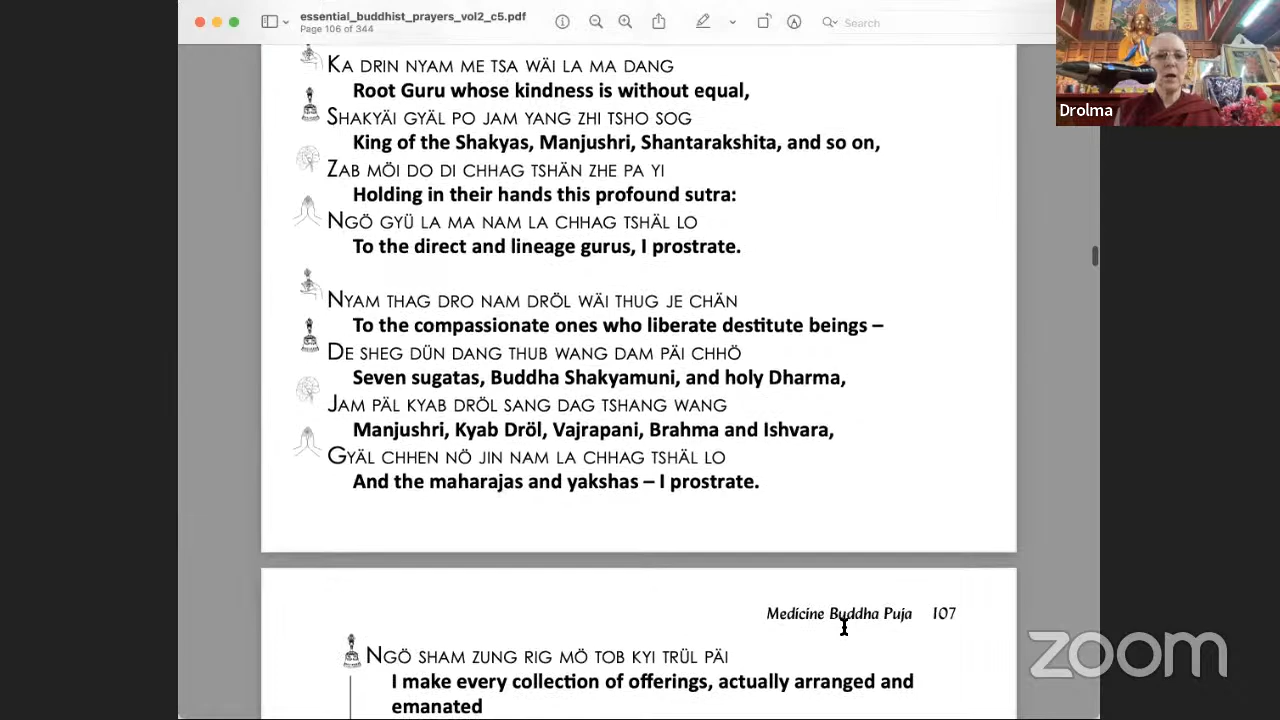 essential_buddhist_prayers_vol2_c5.pdf
Page 106 of 344
Search
Drolma
KA DRIN NYAM ME TSA WÄI LA MA DANG
Root Guru whose kindness is without equal,
SHAKYÄI GYÄL PO JAM YANG ZHI TSHO SOG
King of the Shakyas, Manjushri, Shantarakshita, and so on,
ZAB MÖI DO DI CHHAG TSHÄN ZHE PA YI
Holding in their hands this profound sutra:
NGÖ GYÜ LA MA NAM LA CHHAG TSHÄL LO
To the direct and lineage gurus, I prostrate.
NYAM THAG DRO NAM DRÖL WÄI THUG JE CHÄN
To the compassionate ones who liberate destitute beings –
DE SHEG DÜN DANG THUB WANG DAM PÄI CHHÖ
Seven sugatas, Buddha Shakyamuni, and holy Dharma,
JAM PÄL KYAB DRÖL SANG DAG TSHANG WANG
Manjushri, Kyab Dröl, Vajrapani, Brahma and Ishvara,
GYÄL CHHEN NÖ JIN NAM LA CHHAG TSHÄL LO
And the maharajas and yakshas – I prostrate.
Medicine Buddha Puja 107
NGÖ SHAM ZUNG RIG MÖ TOB KYI TRÜL PÄI
I make every collection of offerings, actually arranged and
emanated
zoom